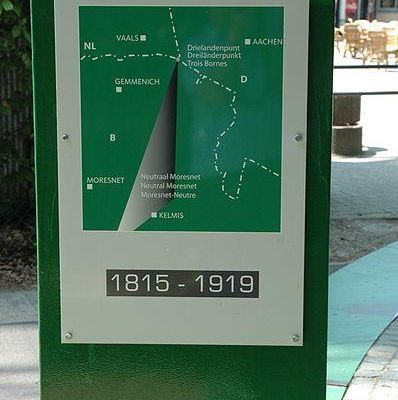 VAALS
NL
Drielandenpunt
Dreiländerpunkt
Trois Bornes
AACHEN
D
GEMMENICH
B
Neutraal Moresnet
Neutral Moresnet
Moresnet-Neutre
MORESNET
KELMIS
1815 - 1919